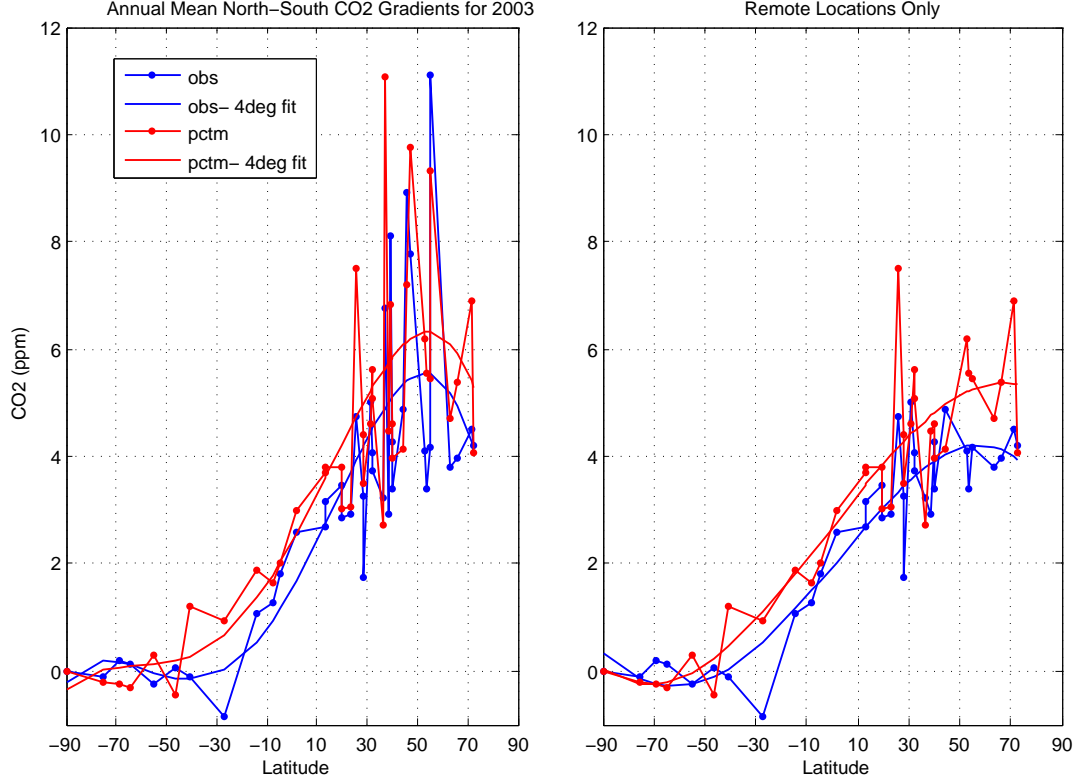 Annual Mean North−South CO2 Gradients for 2003
12
10
8
6
4
2
0
CO2 (ppm)
obs
obs− 4deg fit
pctm
pctm− 4deg fit
−90 −70 −50 −30 −10 10 30 50 70 90
Latitude
Remote Locations Only
12
10
8
6
4
2
0
−90 −70 −50 −30 −10 10 30 50 70 90
Latitude